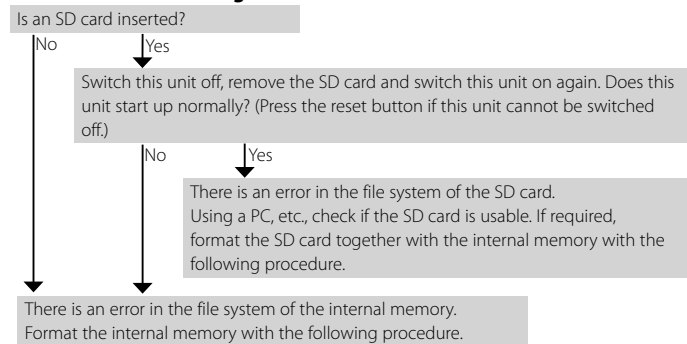 Is an SD card inserted?
No
Yes
Switch this unit off, remove the SD card and switch this unit on again. Does this
unit start up normally? (Press the reset button if this unit cannot be switched
off.)
No
Yes
There is an error in the file system of the SD card.
Using a PC, etc., check if the SD card is usable. If required,
format the SD card together with the internal memory with the
following procedure.
There is an error in the file system of the internal memory.
Format the internal memory with the following procedure.